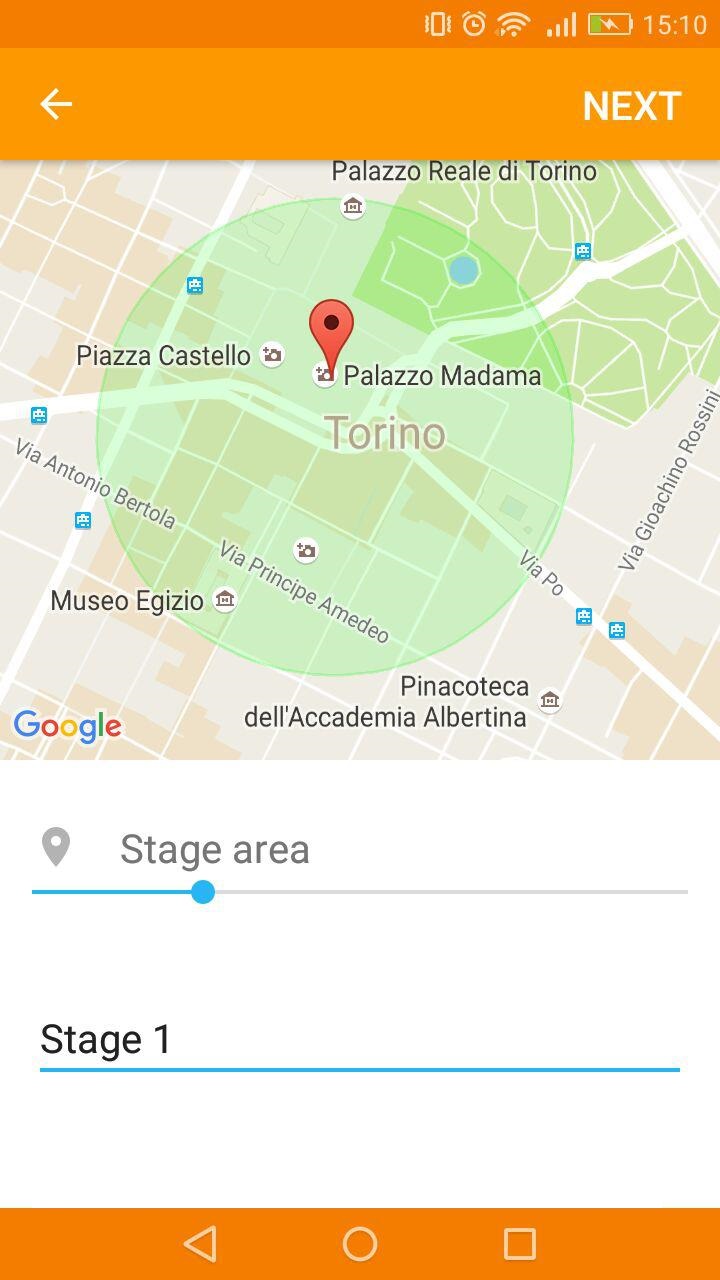 15:10
NEXT
Palazzo Reale di Torino
Piazza Castello
Palazzo Madama
Torino
Via Antonio Bertola
Via Gioachino Rossini
Via Principe Amedeo
Via Po
Museo Egizio
Pinacoteca
dell'Accademia Albertina
Google
Stage area
Stage 1